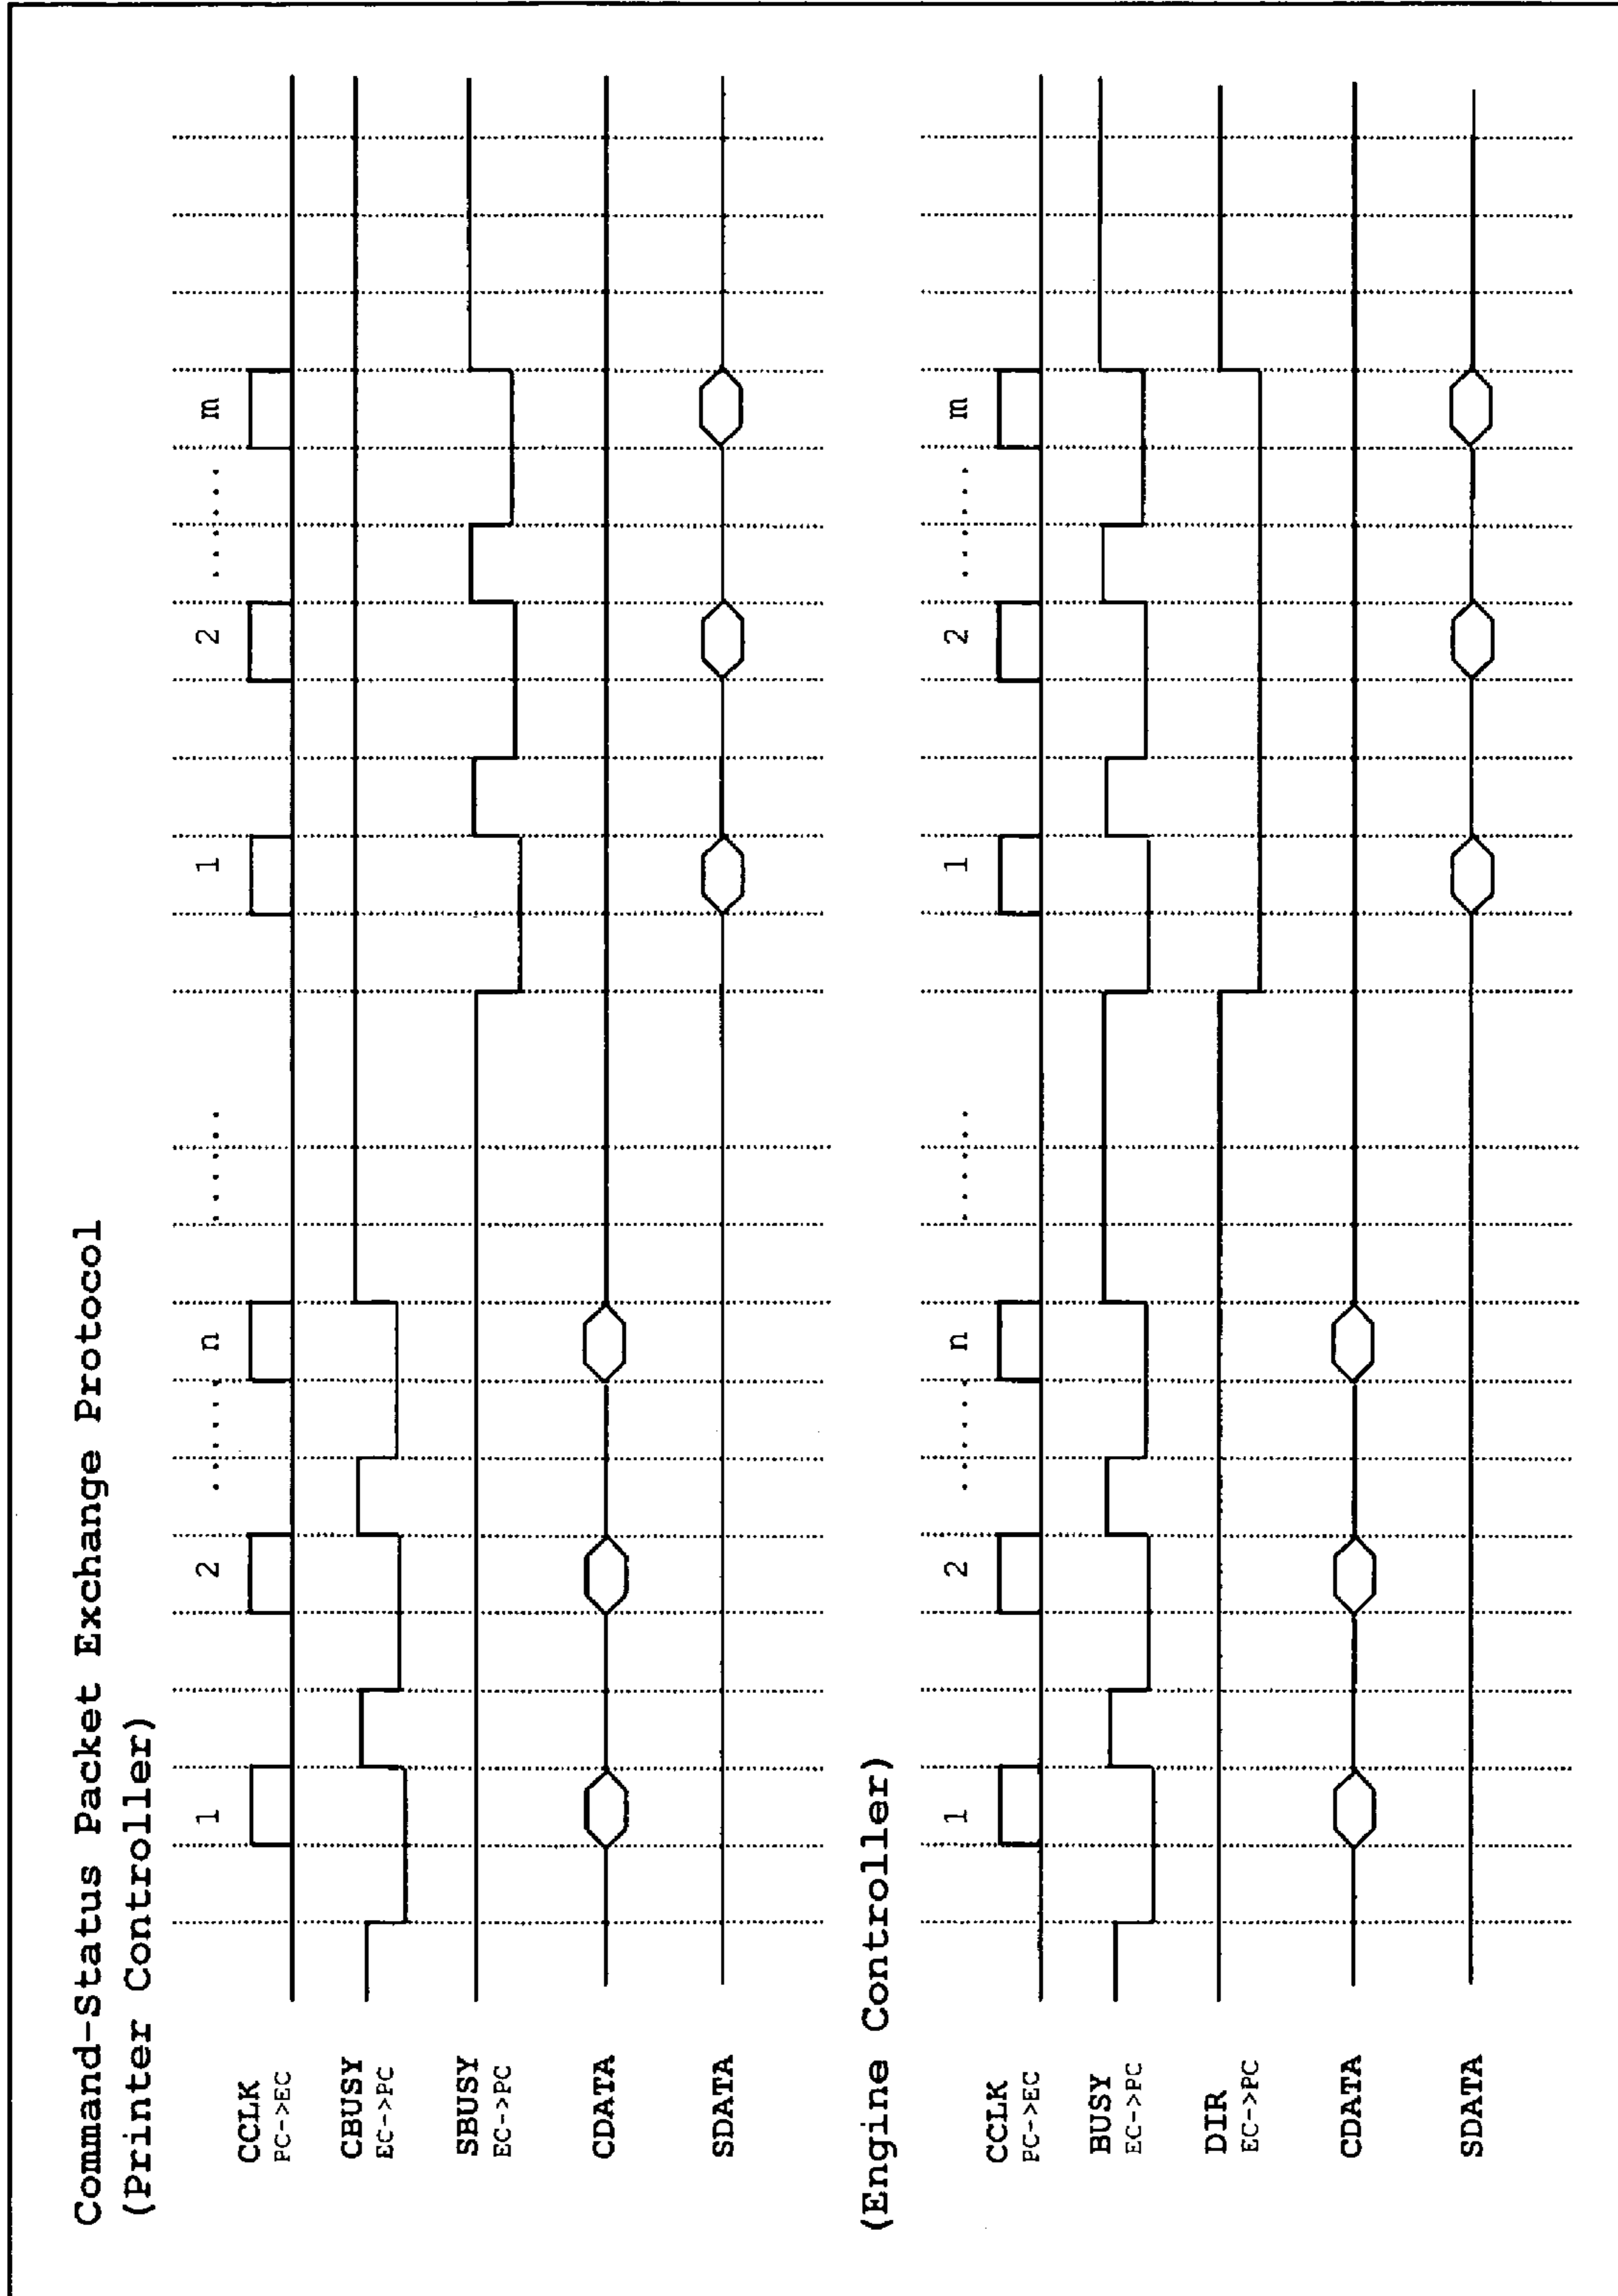 Command-Status Packet Exchange Protocol
(Printer Controller)
1 2 ...... n ...... 1 2 ...... m
CCLK
PC->EC
CBUSY
EC->PC
SBUSY
EC->PC
CDATA
SDATA
(Engine Controller)
1 2 ...... n ...... 1 2 ...... m
CCLK
PC->EC
BUSY
EC->PC
DIR
EC->PC
CDATA
SDATA